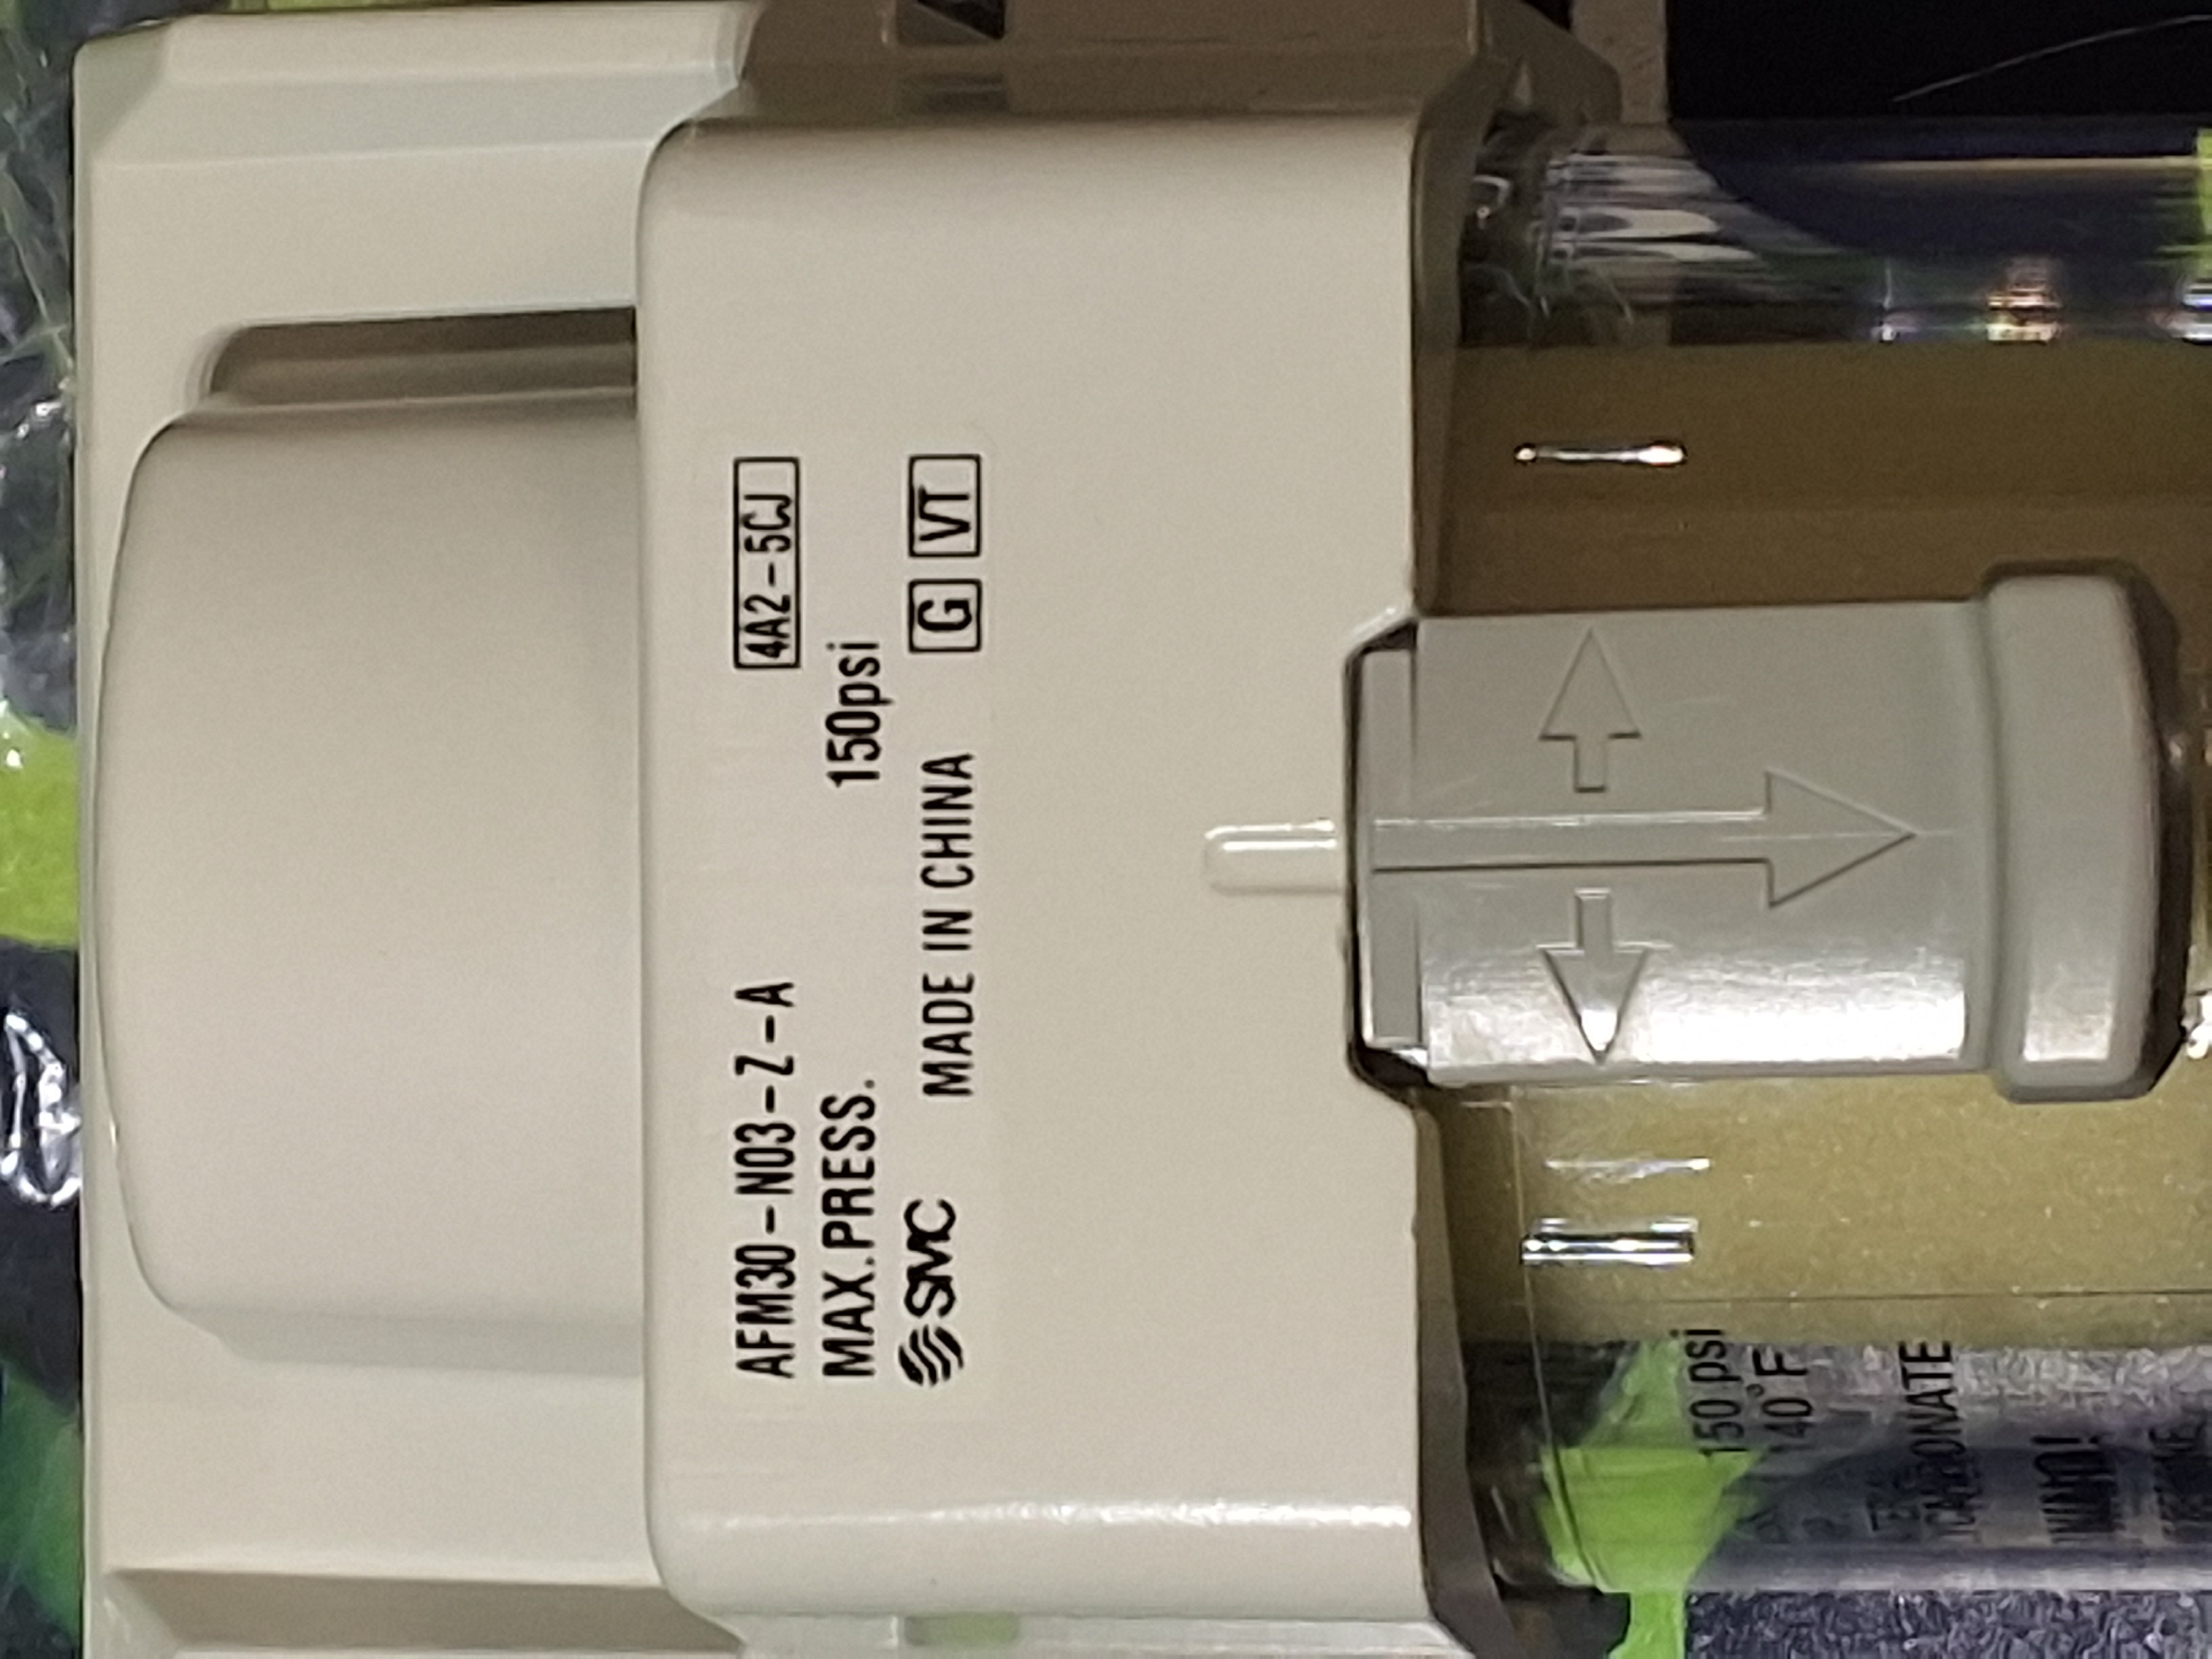 AFM30-N03-Z-A 4A2-5CJ
MAX.PRESS. 150psi
SMC MADE IN CHINA G VT
150 psi
140°F